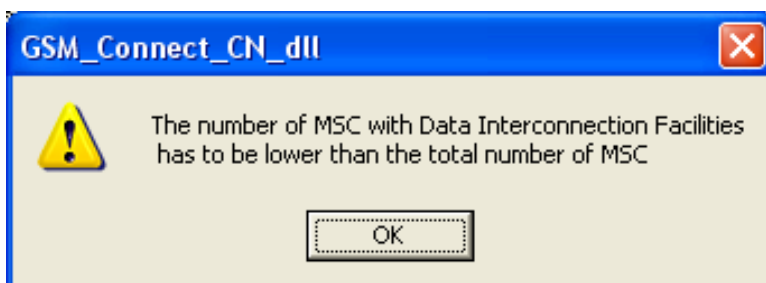 GSM_Connect_CN_dll
The number of MSC with Data Interconnection Facilities
has to be lower than the total number of MSC
OK